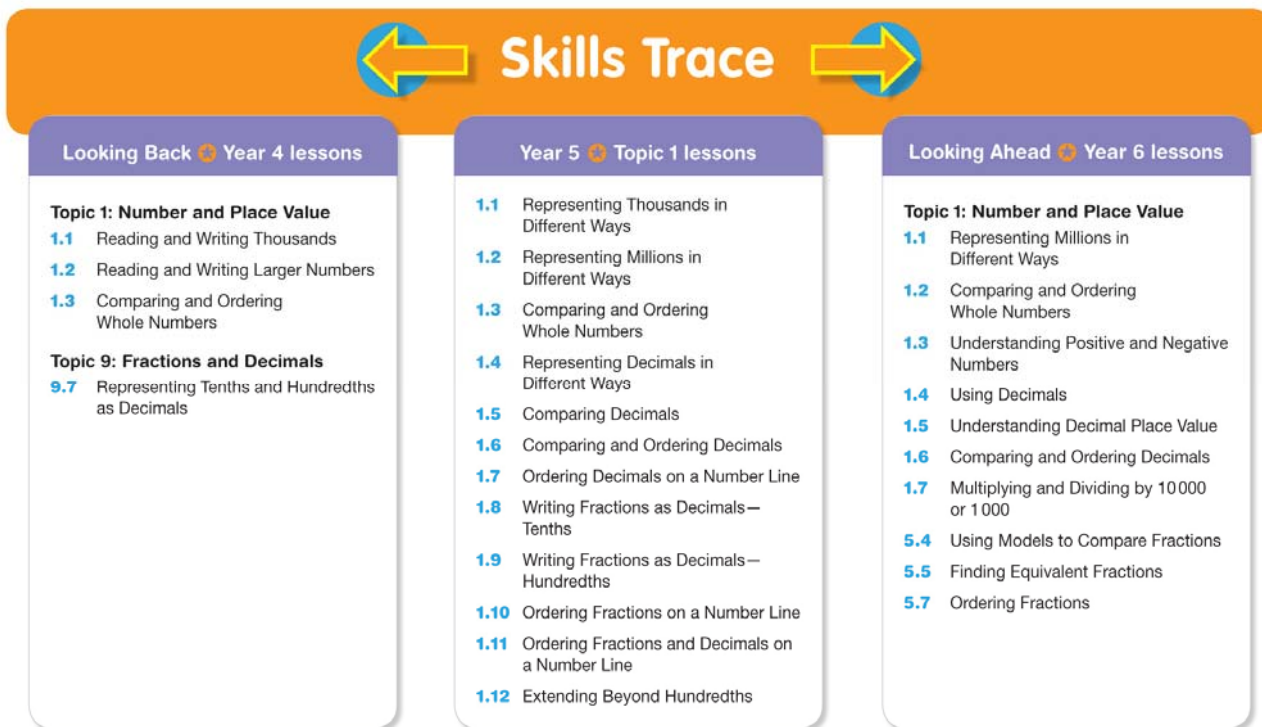 Skills Trace
Looking Back ✪ Year 4 lessons
Topic 1: Number and Place Value
1.1 Reading and Writing Thousands
1.2 Reading and Writing Larger Numbers
1.3 Comparing and Ordering
Whole Numbers
Topic 9: Fractions and Decimals
9.7 Representing Tenths and Hundredths
as Decimals
Year 5 ✪ Topic 1 lessons
1.1 Representing Thousands in
Different Ways
1.2 Representing Millions in
Different Ways
1.3 Comparing and Ordering
Whole Numbers
1.4 Representing Decimals in
Different Ways
1.5 Comparing Decimals
1.6 Comparing and Ordering Decimals
1.7 Ordering Decimals on a Number Line
1.8 Writing Fractions as Decimals—
Tenths
1.9 Writing Fractions as Decimals—
Hundredths
1.10 Ordering Fractions on a Number Line
1.11 Ordering Fractions and Decimals on
a Number Line
1.12 Extending Beyond Hundredths
Looking Ahead ✪ Year 6 lessons
Topic 1: Number and Place Value
1.1 Representing Millions in
Different Ways
1.2 Comparing and Ordering
Whole Numbers
1.3 Understanding Positive and Negative
Numbers
1.4 Using Decimals
1.5 Understanding Decimal Place Value
1.6 Comparing and Ordering Decimals
1.7 Multiplying and Dividing by 10 000
or 1 000
5.4 Using Models to Compare Fractions
5.5 Finding Equivalent Fractions
5.7 Ordering Fractions